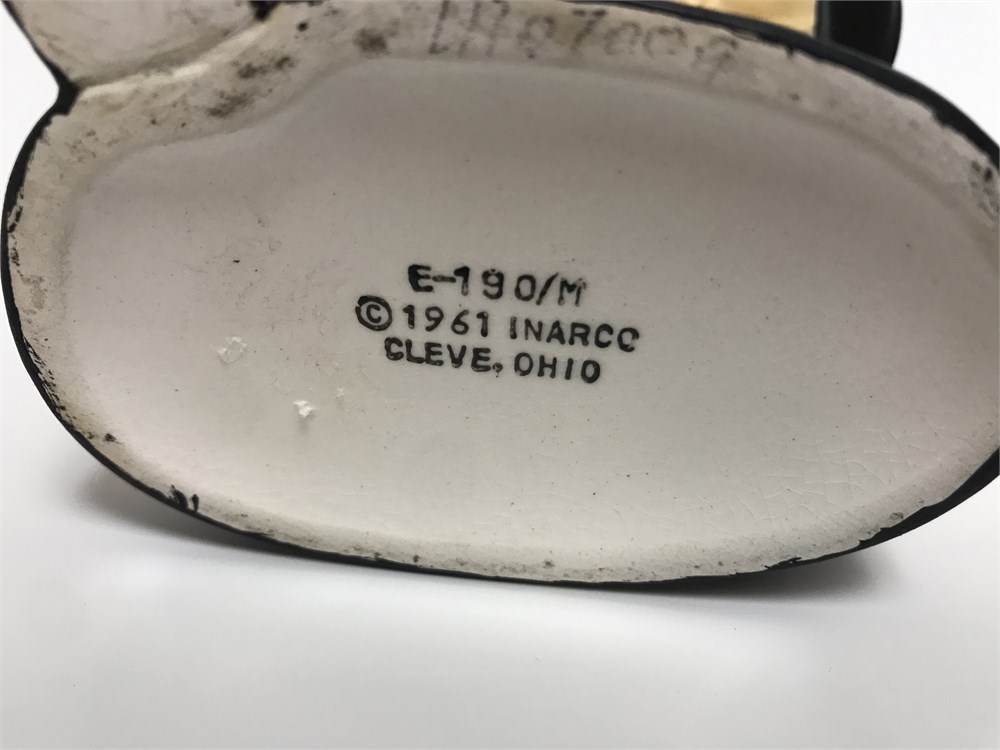 E-190/M
© 1961 INARCO
CLEVE, OHIO